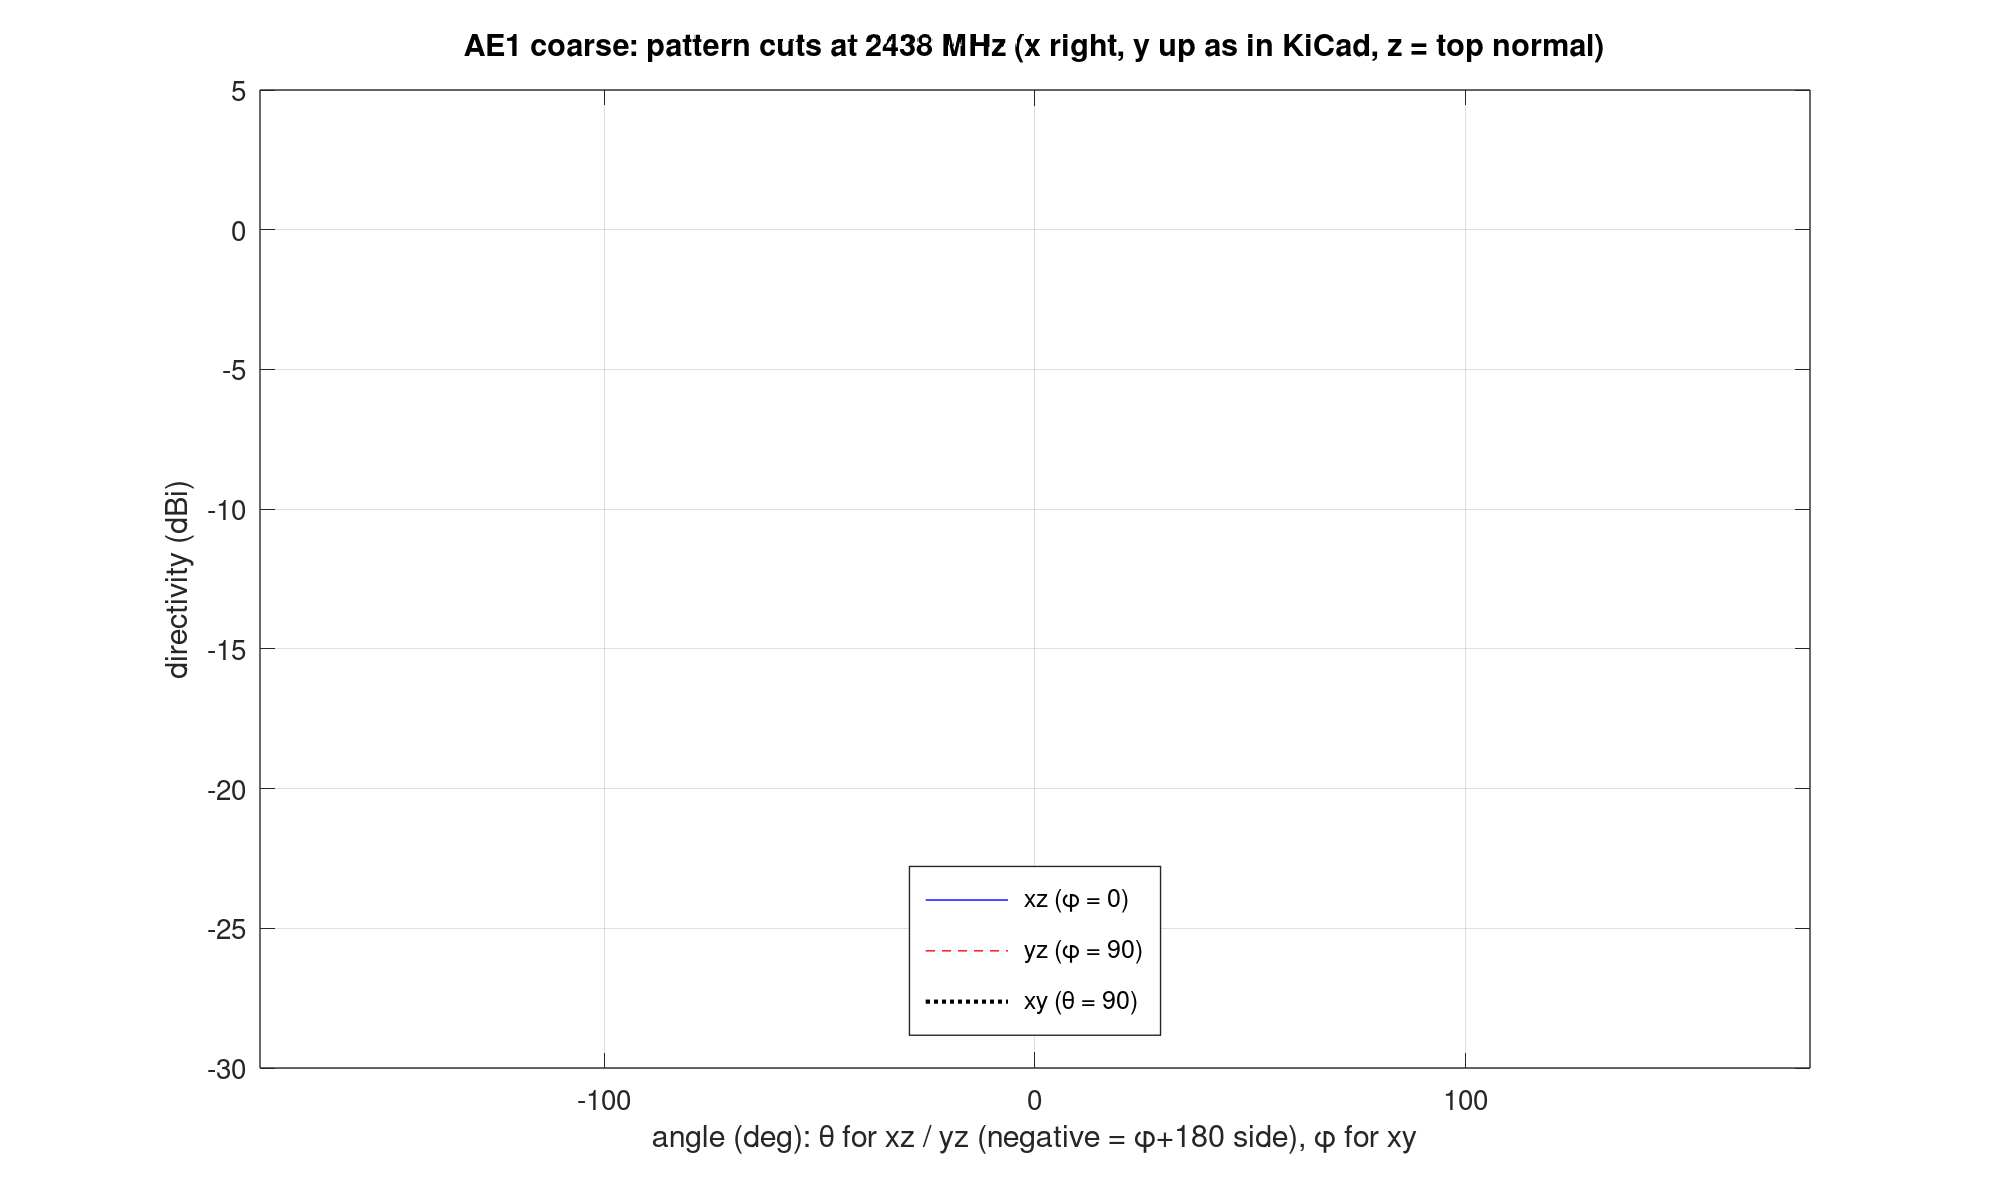 AE1 coarse: pattern cuts at 2438 MHz (x right, y up as in KiCad, z = top normal)
5
0
-5
-10
-15
-20
-25
-30
directivity (dBi)
xz (φ = 0)
yz (φ = 90)
xy (θ = 90)
-100
0
100
angle (deg): θ for xz / yz (negative = φ+180 side), φ for xy